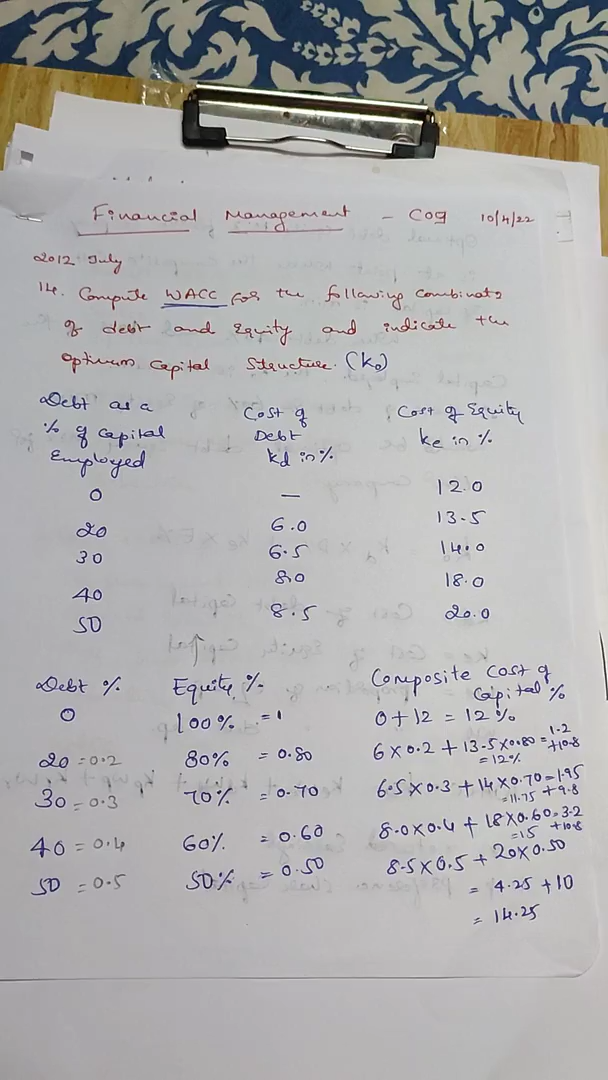 Financial Management - COG 10/4/22
2012 July
14. Compute WACC for the following combinats
of debt and Equity and indicate the
optimum capital structure. (Ko)
Debt as a Cost of Cost of Equity
% of capital Debt ke in %
Employed kd in %
0 — 12.0
20 6.0 13.5
30 6.5 14.0
40 8.0 18.0
50 8.5 20.0
Debt % Equity % Composite cost of
capital %
0 100% = 1 0+12 = 12%
20 = 0.2 80% = 0.80 6 x 0.2 + 13.5 x 0.80 = 1.2
+10.8
= 12%
30 = 0.3 70% = 0.70 6.5 x 0.3 + 14 x 0.70 = 1.95
= 11.75 + 9.8
40 = 0.4 60% = 0.60 8.0 x 0.4 + 18 x 0.60 = 3.2
= 15 + 10.8
50 = 0.5 50% = 0.50 8.5 x 0.5 + 20 x 0.50
= 4.25 + 10
= 14.25